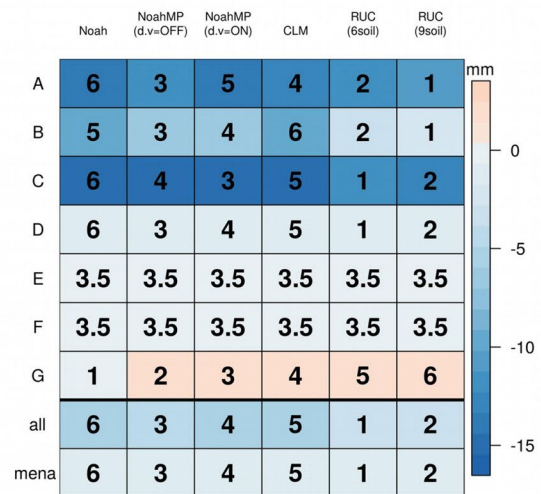 Noah NoahMP (d.v=OFF) NoahMP (d.v=ON) CLM RUC (6soil) RUC (9soil)
mm
A 6 3 5 4 2 1
B 5 3 4 6 2 1
C 6 4 3 5 1 2
D 6 3 4 5 1 2
E 3.5 3.5 3.5 3.5 3.5 3.5
F 3.5 3.5 3.5 3.5 3.5 3.5
G 1 2 3 4 5 6
all 6 3 4 5 1 2
mena 6 3 4 5 1 2
0
-5
-10
-15